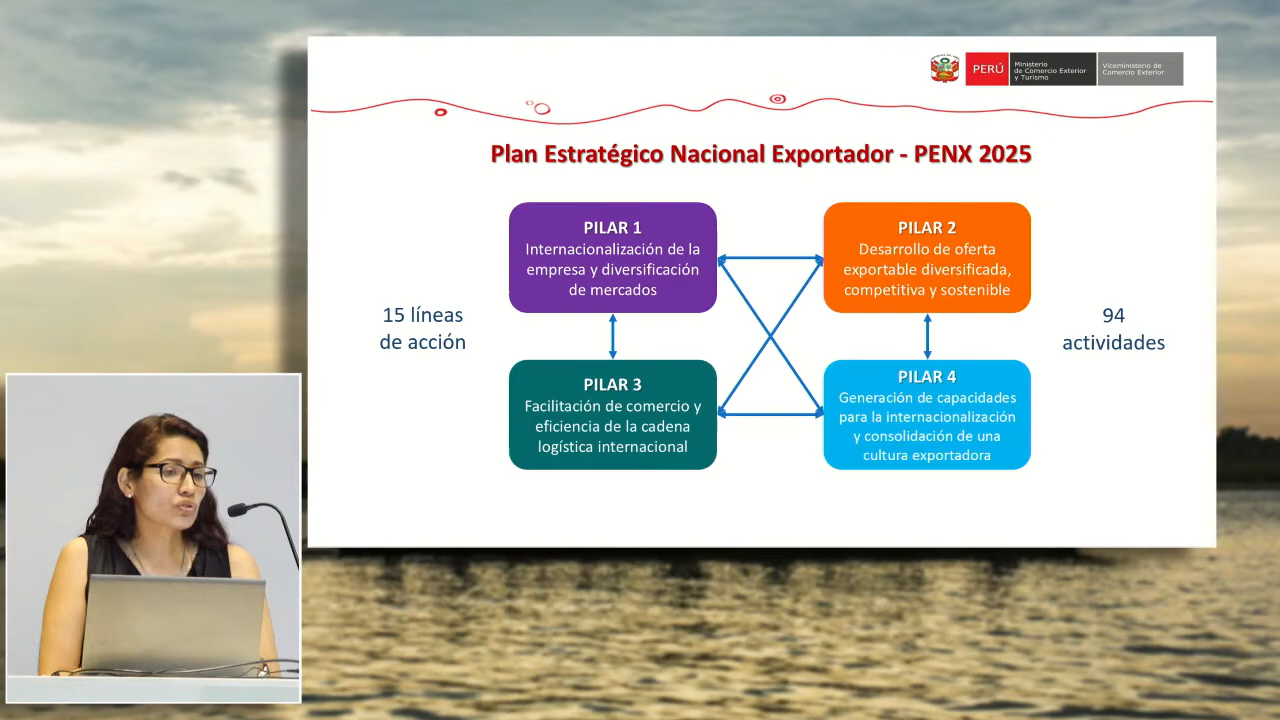 PERÚ
Ministerio
de Comercio Exterior
y Turismo
Viceministerio de
Comercio Exterior
Plan Estratégico Nacional Exportador - PENX 2025
PILAR 1
Internacionalización de la
empresa y diversificación
de mercados
PILAR 2
Desarrollo de oferta
exportable diversificada,
competitiva y sostenible
15 líneas
de acción
94
actividades
PILAR 3
Facilitación de comercio y
eficiencia de la cadena
logística internacional
PILAR 4
Generación de capacidades
para la internacionalización
y consolidación de una
cultura exportadora